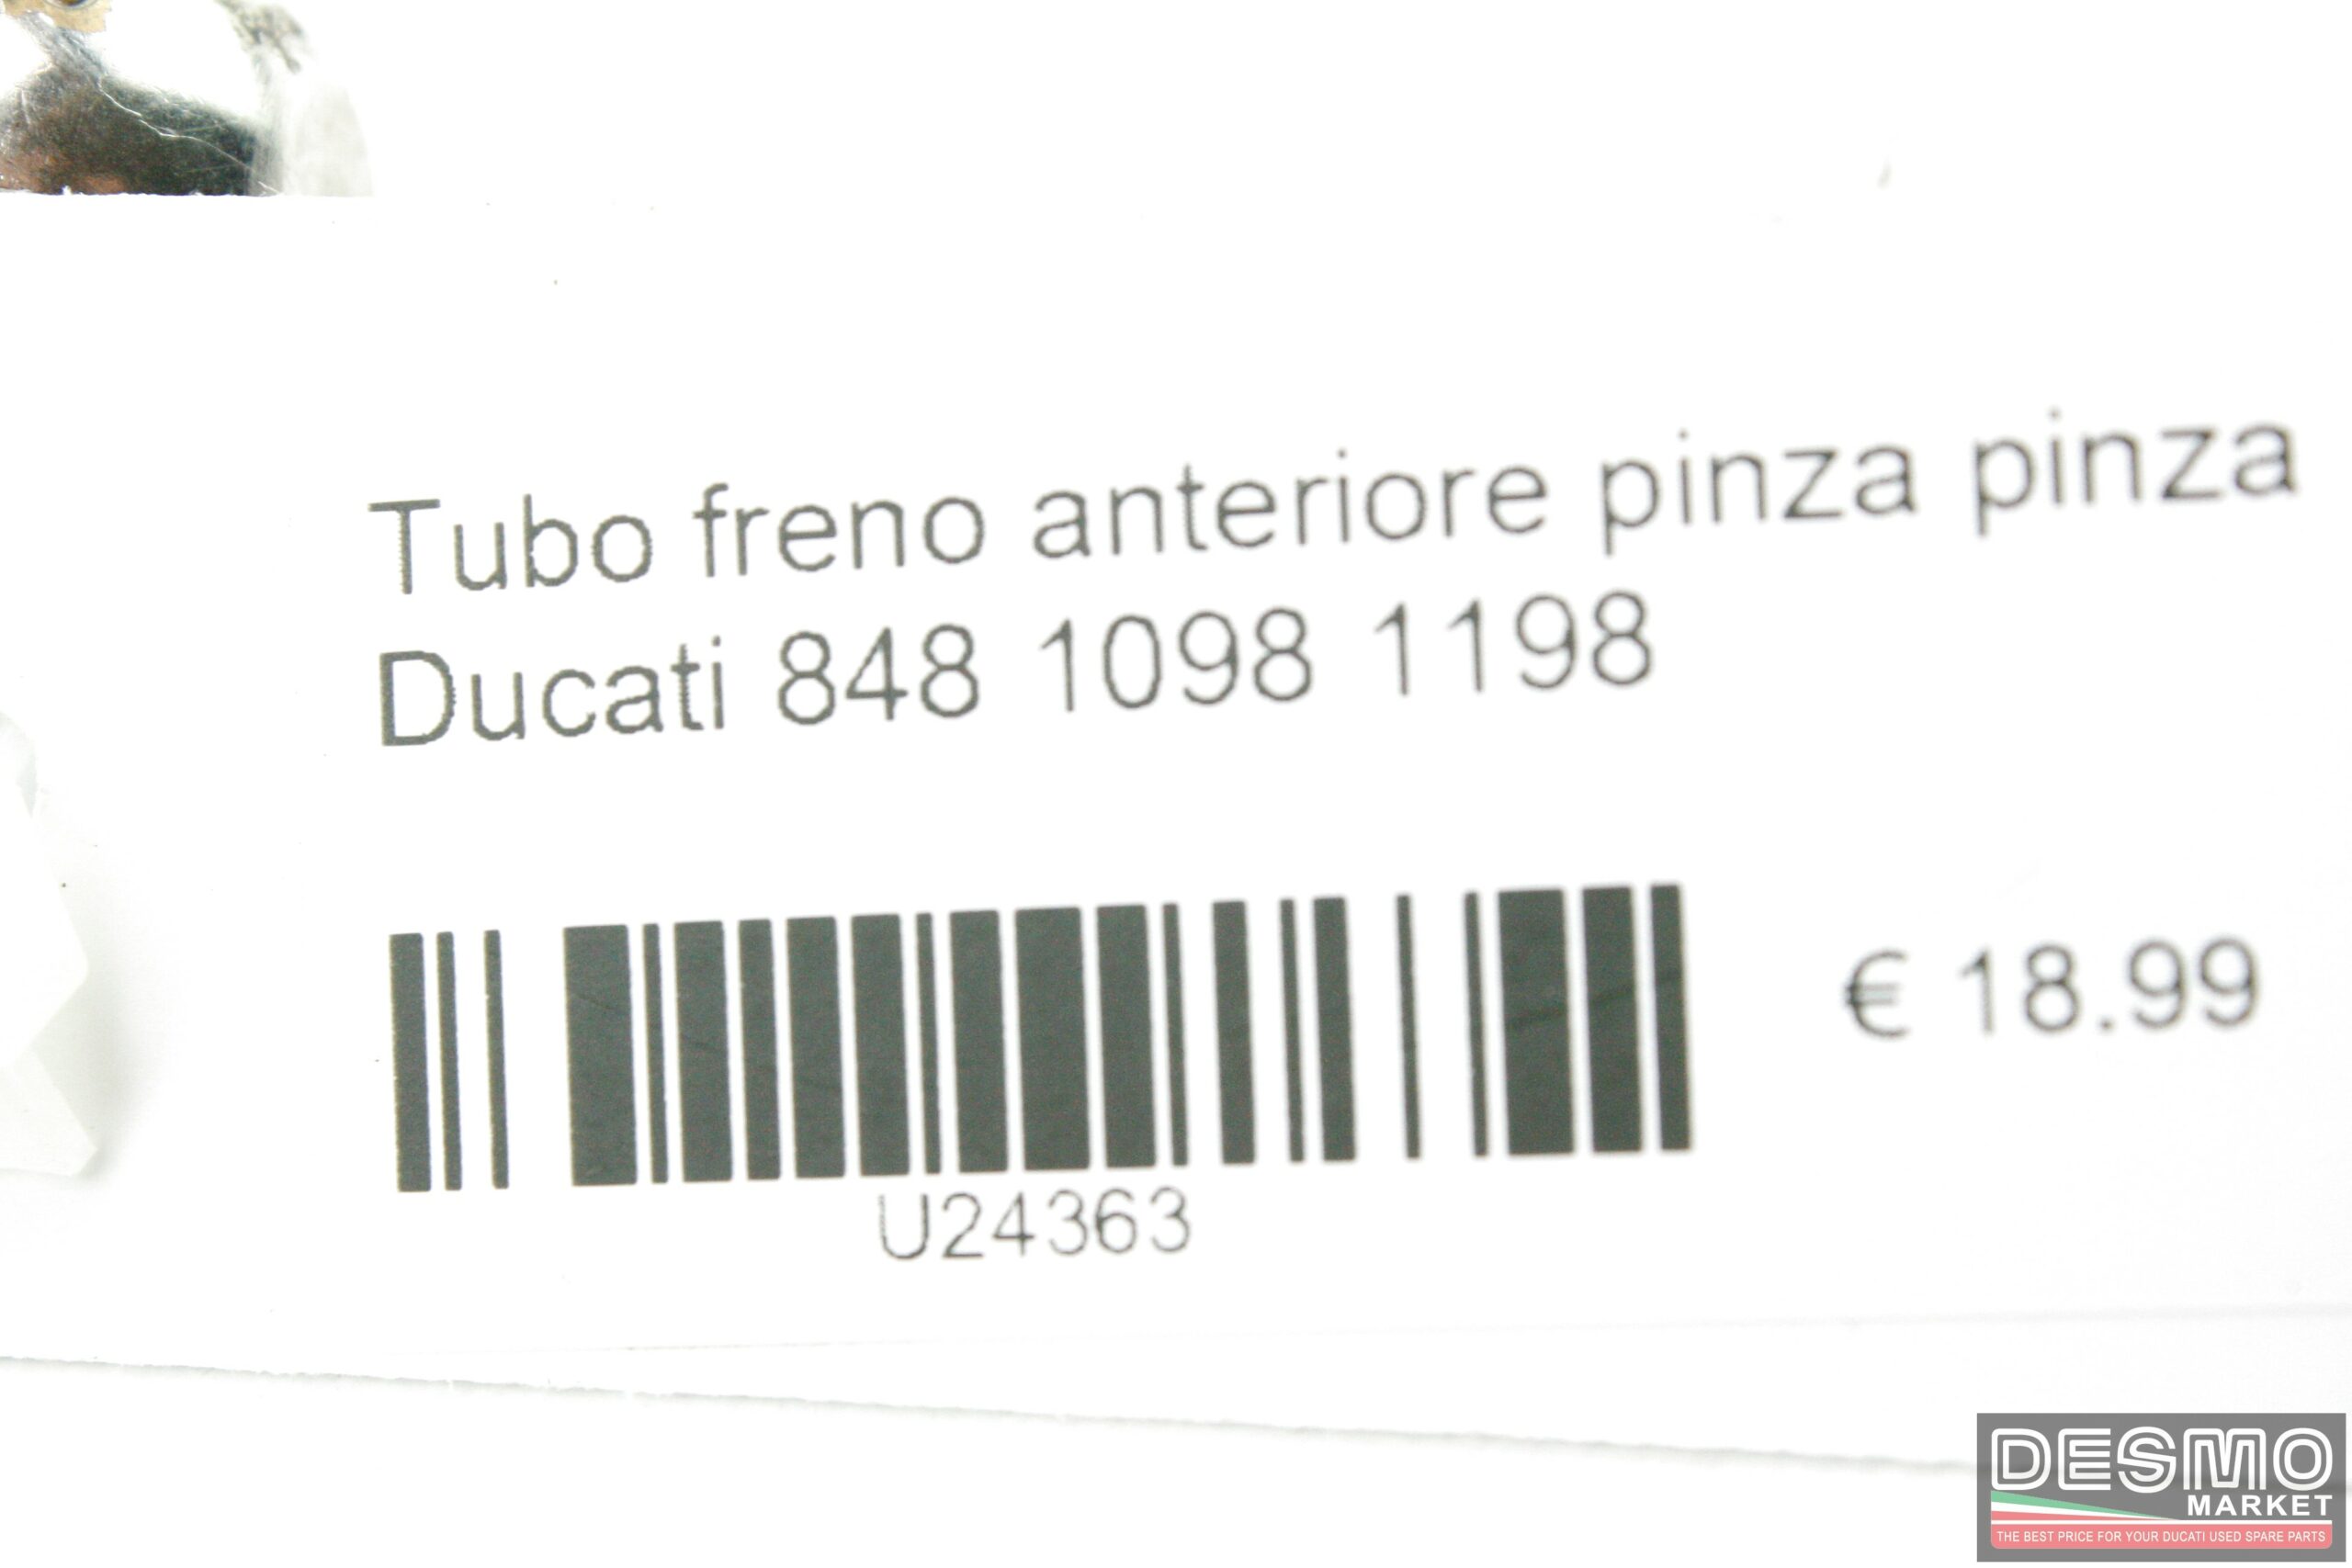 Tubo freno anteriore pinza pinza
Ducati 848 1098 1198
€ 18.99
U24363
DESMO
MARKET
THE BEST PRICE FOR YOUR DUCATI USED SPARE PARTS